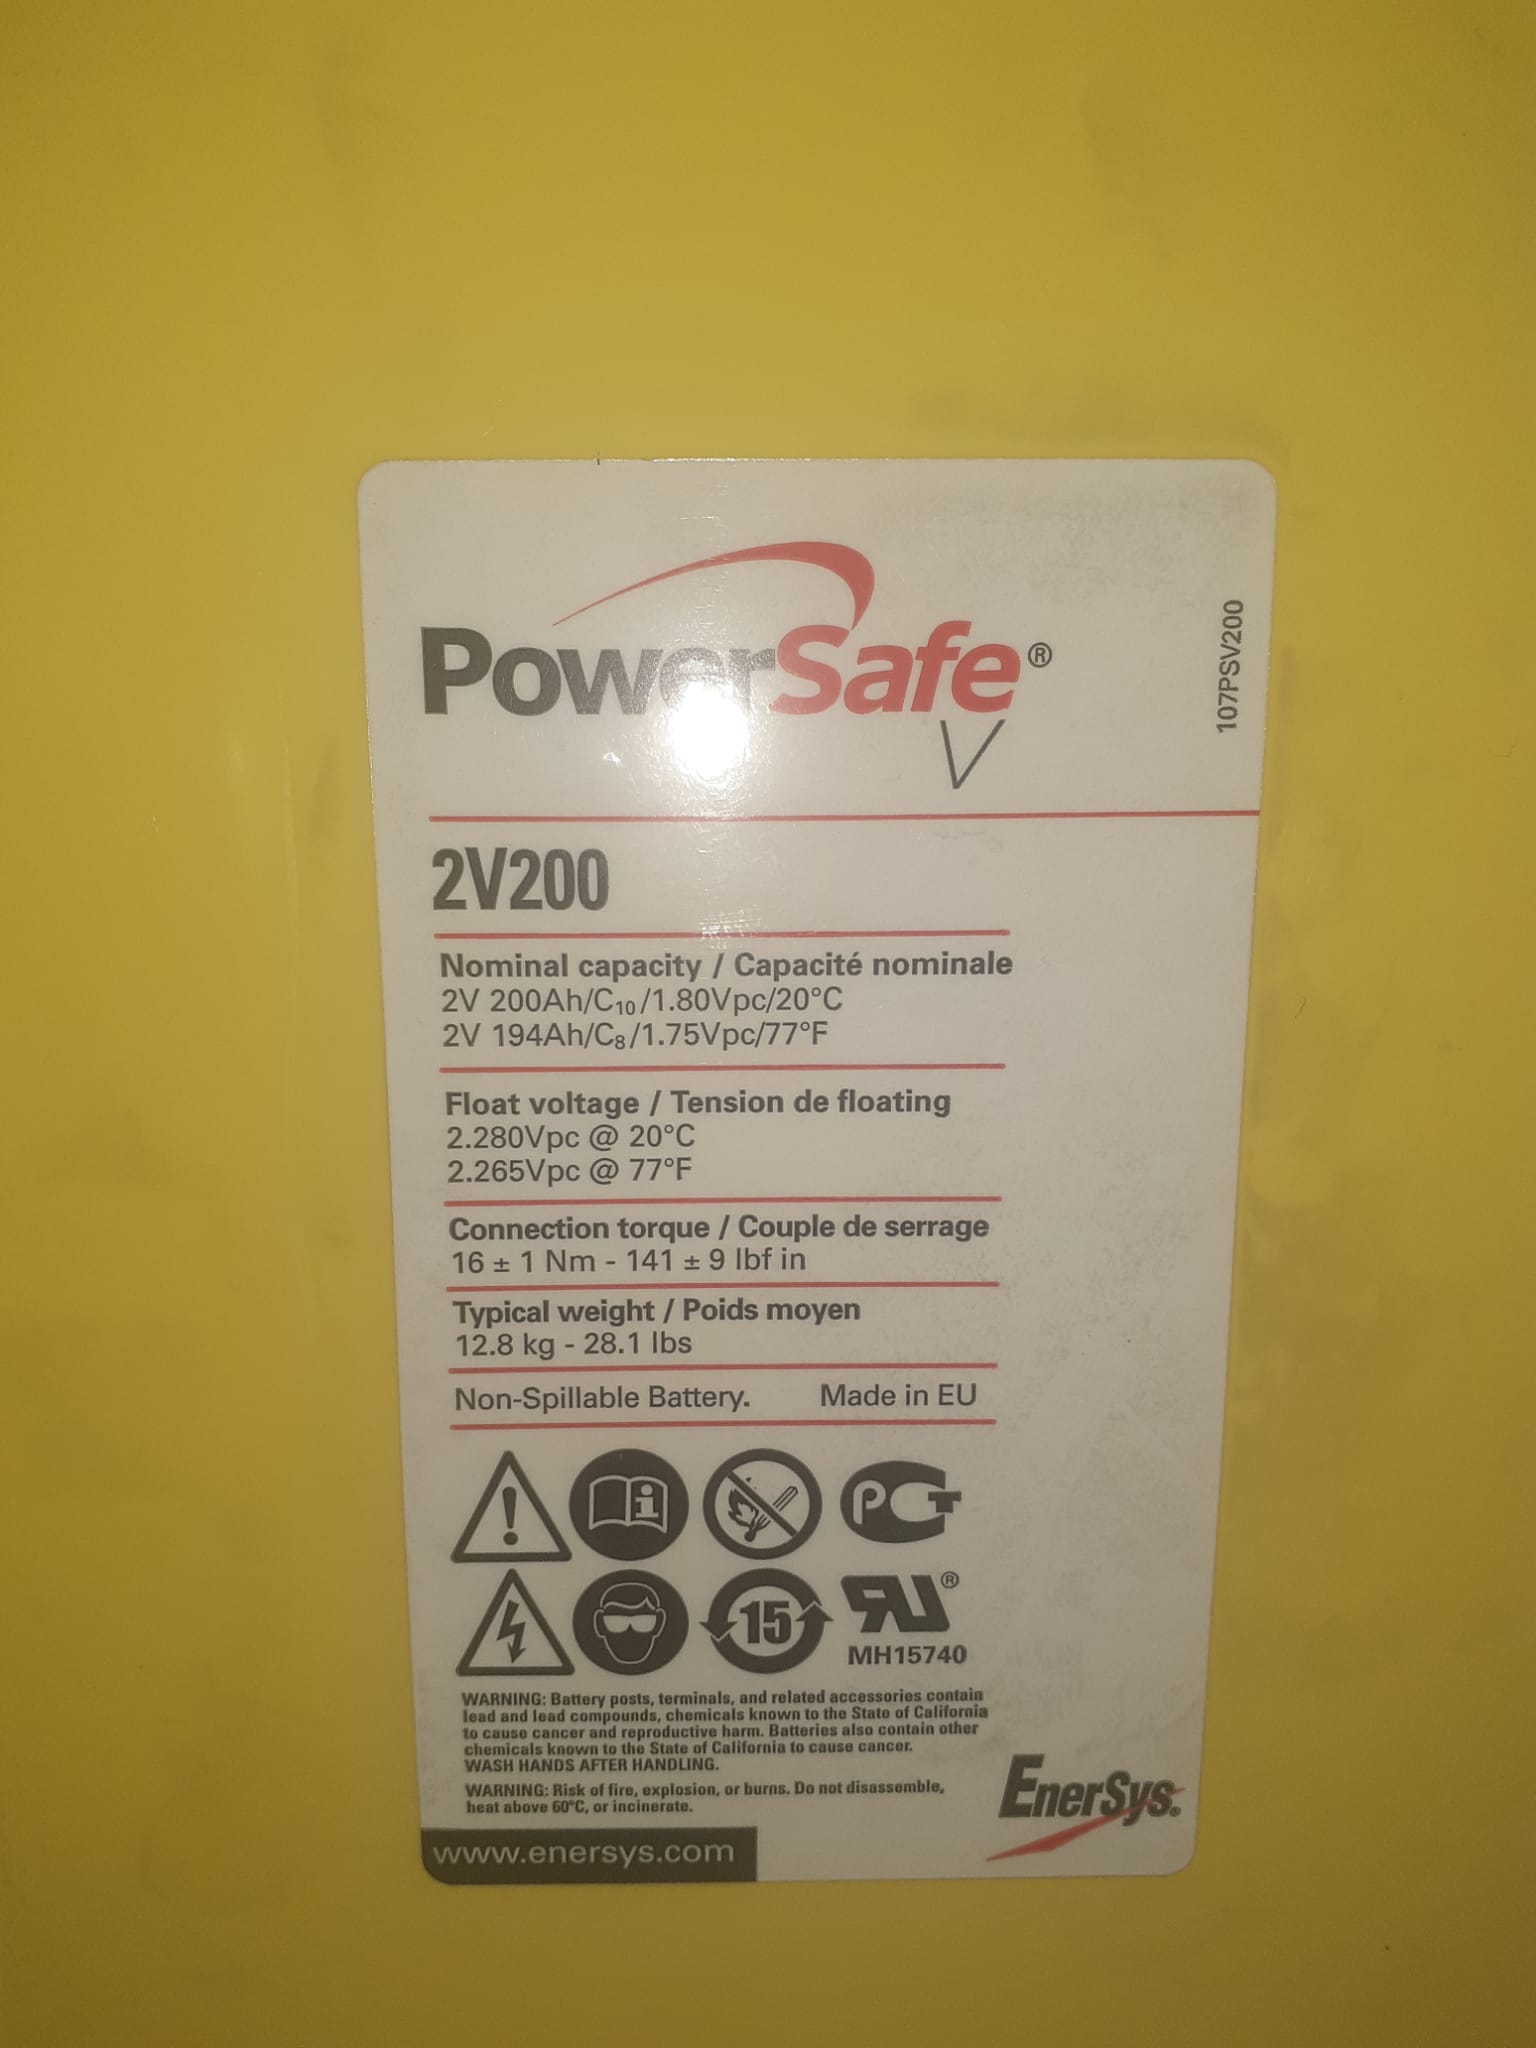 PowerSafe®
V
107PSV200
2V200
Nominal capacity / Capacité nominale
2V 200Ah/C₁₀/1.80Vpc/20°C
2V 194Ah/C₈/1.75Vpc/77°F
Float voltage / Tension de floating
2.280Vpc @ 20°C
2.265Vpc @ 77°F
Connection torque / Couple de serrage
16 ± 1 Nm - 141 ± 9 lbf in
Typical weight / Poids moyen
12.8 kg - 28.1 lbs
Non-Spillable Battery. Made in EU
PCT
15
RU®
MH15740
WARNING: Battery posts, terminals, and related accessories contain
lead and lead compounds, chemicals known to the State of California
to cause cancer and reproductive harm. Batteries also contain other
chemicals known to the State of California to cause cancer.
WASH HANDS AFTER HANDLING.
WARNING: Risk of fire, explosion, or burns. Do not disassemble,
heat above 60°C, or incinerate.
EnerSys®
www.enersys.com